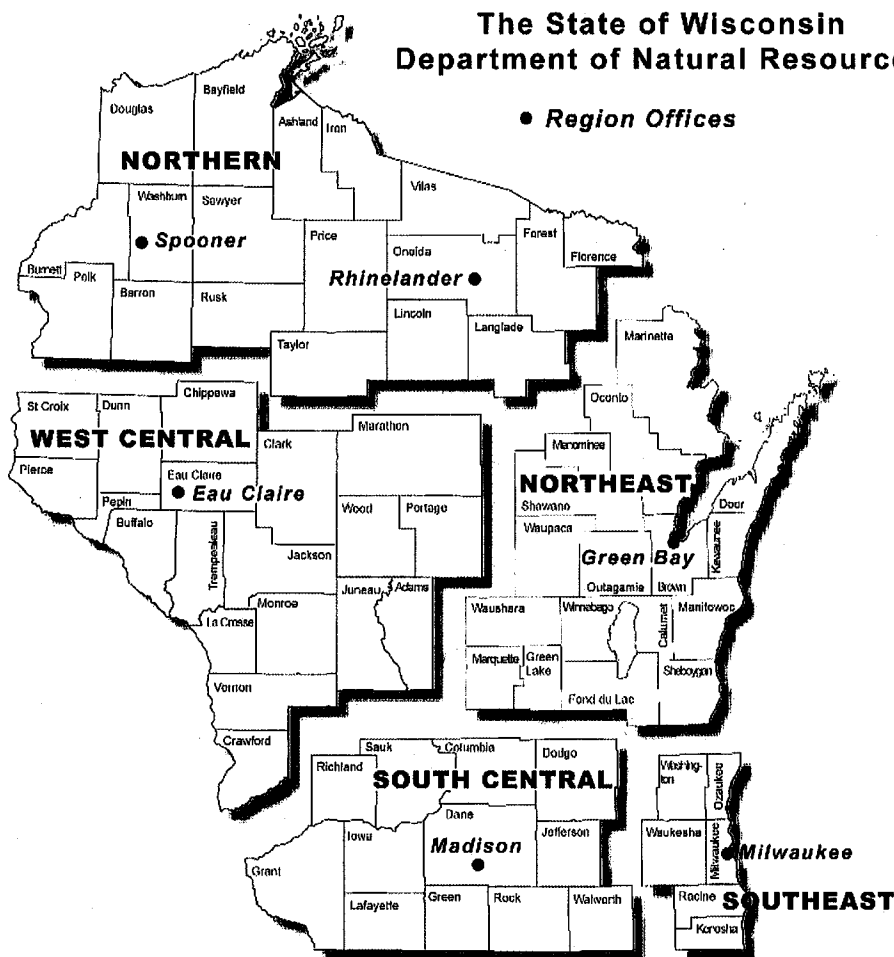 The State of Wisconsin
Department of Natural Resource
Region Offices
Douglas
Bayfield
Ashland
Iron
NORTHERN
Vilas
Washburn
Sawyer
Spooner
Price
Oneida
Forest
Florence
Burnett
Polk
Barron
Rusk
Rhinelander
Lincoln
Langlade
Taylor
Marinette
Chippewa
St Croix
Dunn
Oconto
WEST CENTRAL
Clark
Marathon
Menominee
Pierce
Eau Claire
Eau Claire
NORTHEAST
Pepin
Wood
Portage
Shawano
Door
Buffalo
Waupaca
Trempealeau
Jackson
Green Bay
Kewaunee
Juneau
Adams
Outagamie
Brown
Monroe
La Crosse
Waushara
Winnebago
Calumet
Manitowoc
Marquette
Green
Lake
Sheboygan
Vernon
Fond du Lac
Crawford
Sauk
Columbia
Dodge
Richland
Washing-
ton
Ozaukee
SOUTH CENTRAL
Dane
Iowa
Jefferson
Waukesha
Milwaukee
Milwaukee
Madison
Grant
Lafayette
Green
Rock
Walworth
Racine
SOUTHEAST
Kenosha